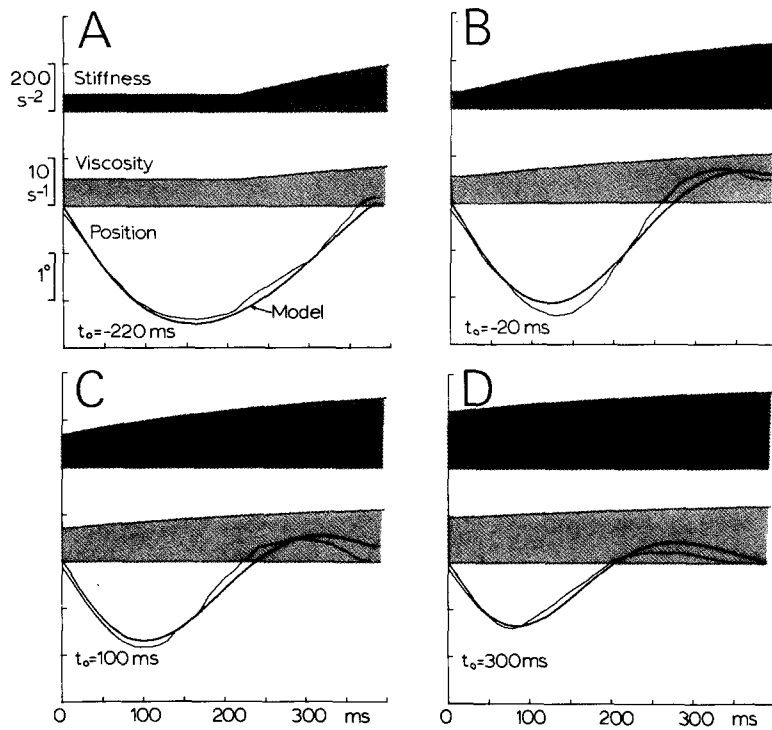 A
B
Stiffness
200
s⁻²
Viscosity
10
s⁻¹
Position
1°
Model
t₀=-220 ms
t₀=-20 ms
C
D
t₀=100 ms
t₀=300ms
0 100 200 300 ms
0 100 200 300 ms